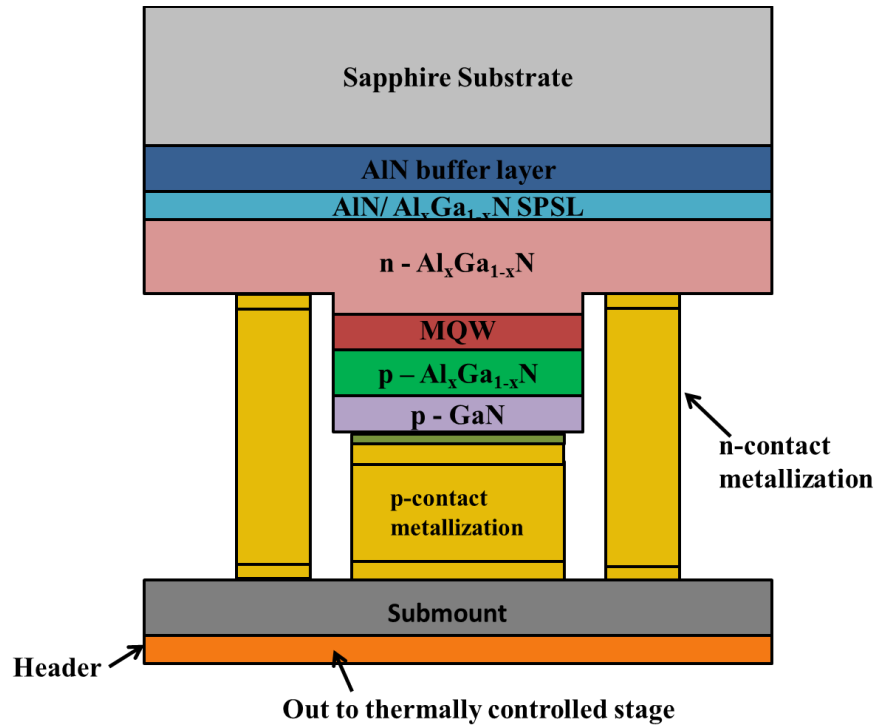 Sapphire Substrate
AlN buffer layer
AlN/ AlₓGa₁₋ₓN SPSL
n - AlₓGa₁₋ₓN
MQW
p – AlₓGa₁₋ₓN
p - GaN
p-contact
metallization
n-contact
metallization
Submount
Header
Out to thermally controlled stage